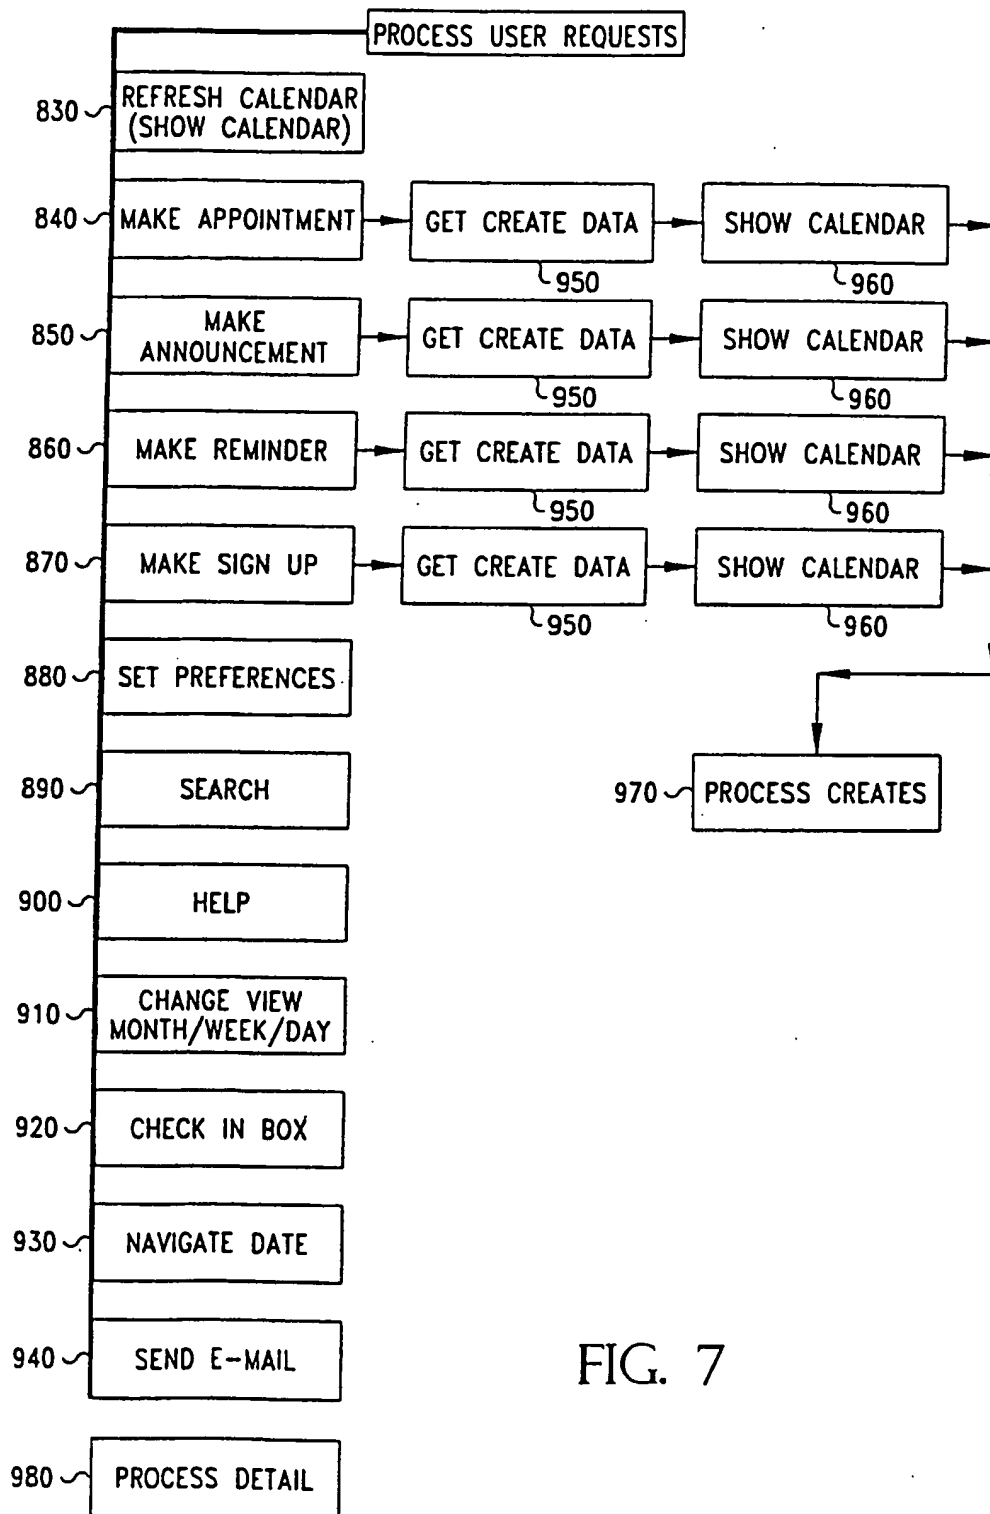 PROCESS USER REQUESTS
830
REFRESH CALENDAR
(SHOW CALENDAR)
840
MAKE APPOINTMENT
GET CREATE DATA
950
SHOW CALENDAR
960
850
MAKE
ANNOUNCEMENT
GET CREATE DATA
950
SHOW CALENDAR
960
860
MAKE REMINDER
GET CREATE DATA
950
SHOW CALENDAR
960
870
MAKE SIGN UP
GET CREATE DATA
950
SHOW CALENDAR
960
880
SET PREFERENCES
890
SEARCH
970
PROCESS CREATES
900
HELP
910
CHANGE VIEW
MONTH/WEEK/DAY
920
CHECK IN BOX
930
NAVIGATE DATE
940
SEND E-MAIL
FIG. 7
980
PROCESS DETAIL